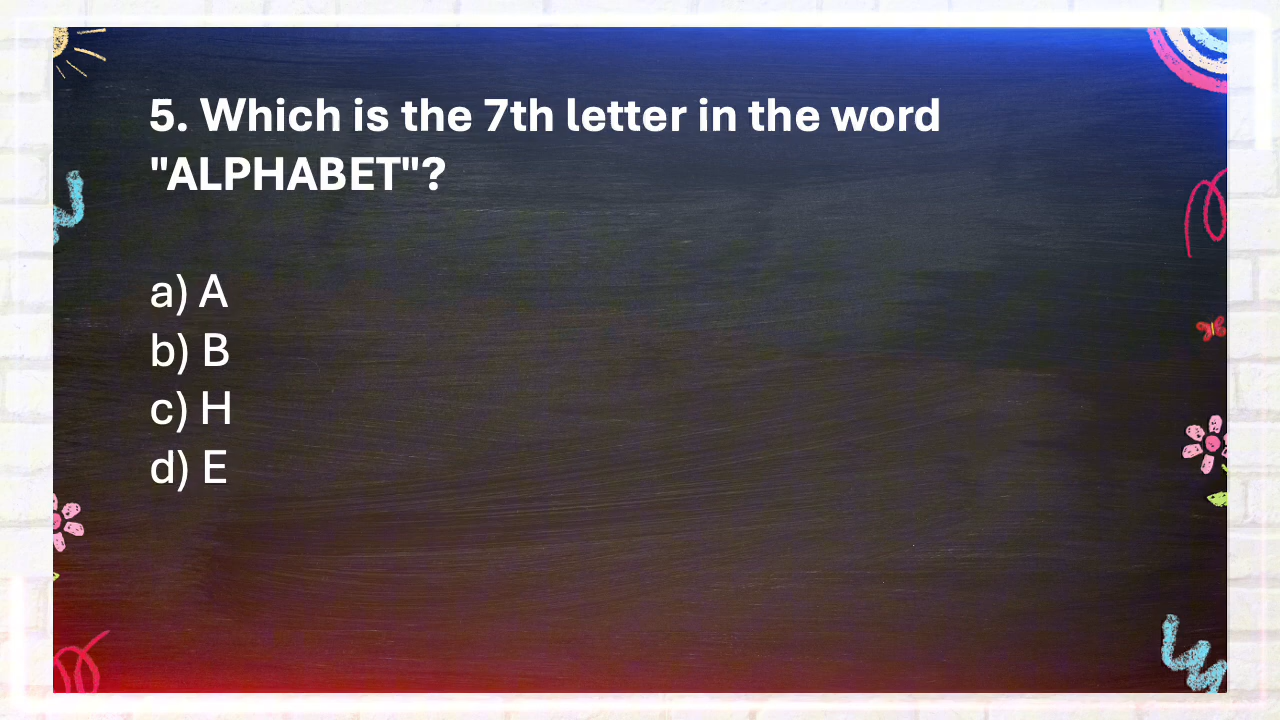 5. Which is the 7th letter in the word
"ALPHABET"?
a) A
b) B
c) H
d) E